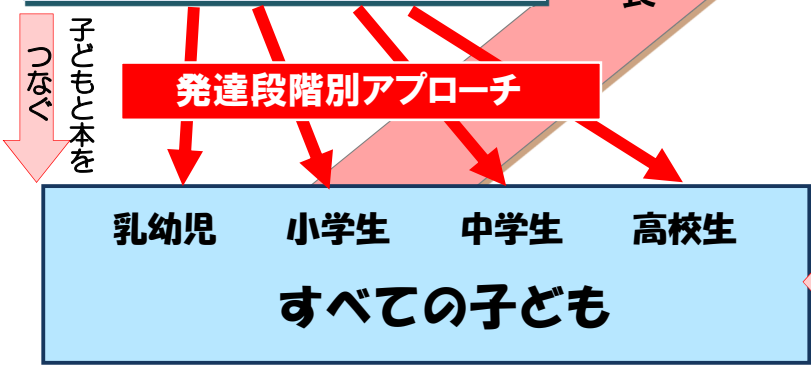 子どもと本を
つなぐ
発達段階別アプローチ
乳幼児 小学生 中学生 高校生
すべての子ども